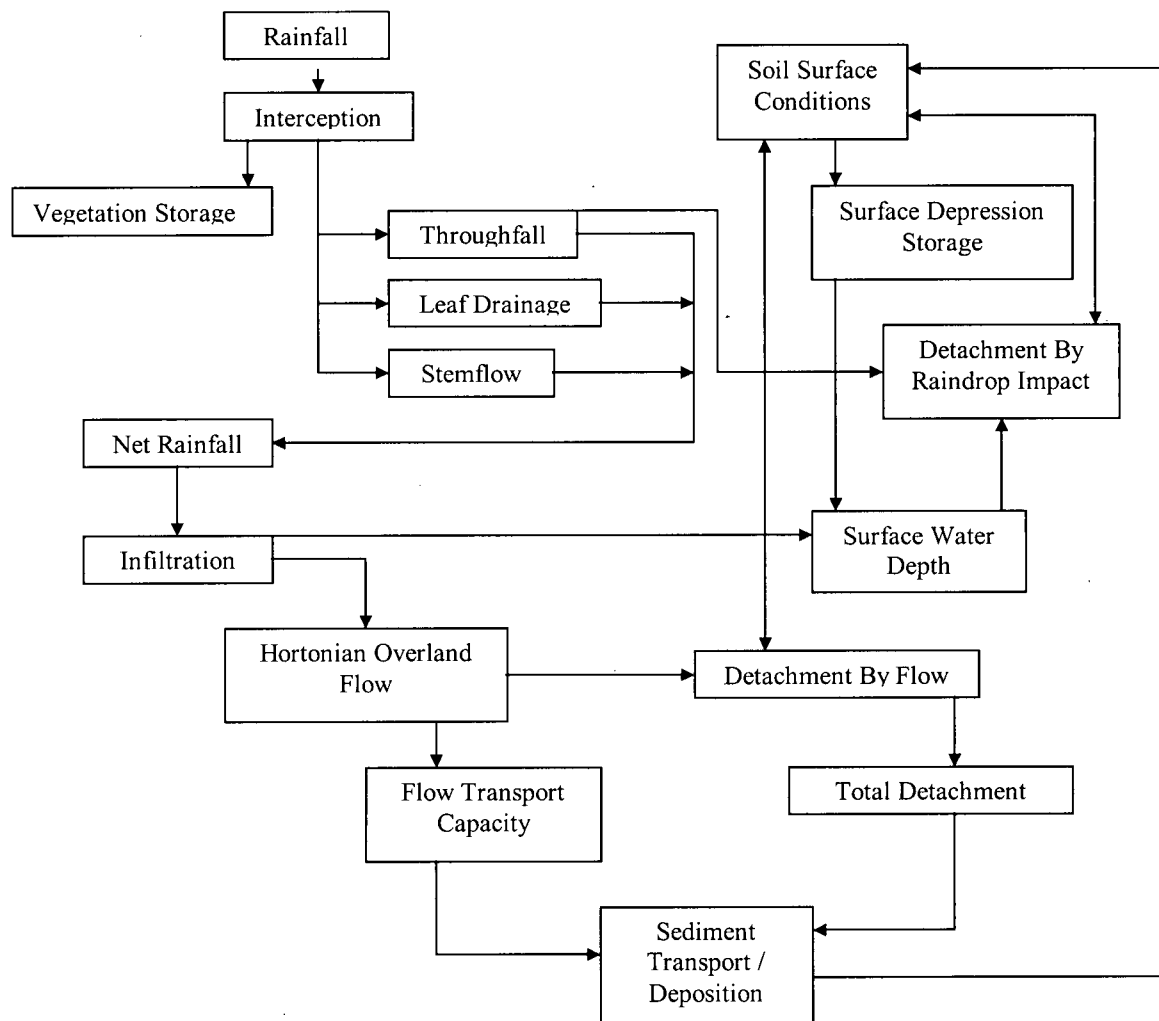 Rainfall
Interception
Vegetation Storage
Throughfall
Leaf Drainage
Stemflow
Net Rainfall
Infiltration
Hortonian Overland
Flow
Flow Transport
Capacity
Soil Surface
Conditions
Surface Depression
Storage
Detachment By
Raindrop Impact
Surface Water
Depth
Detachment By Flow
Total Detachment
Sediment
Transport /
Deposition